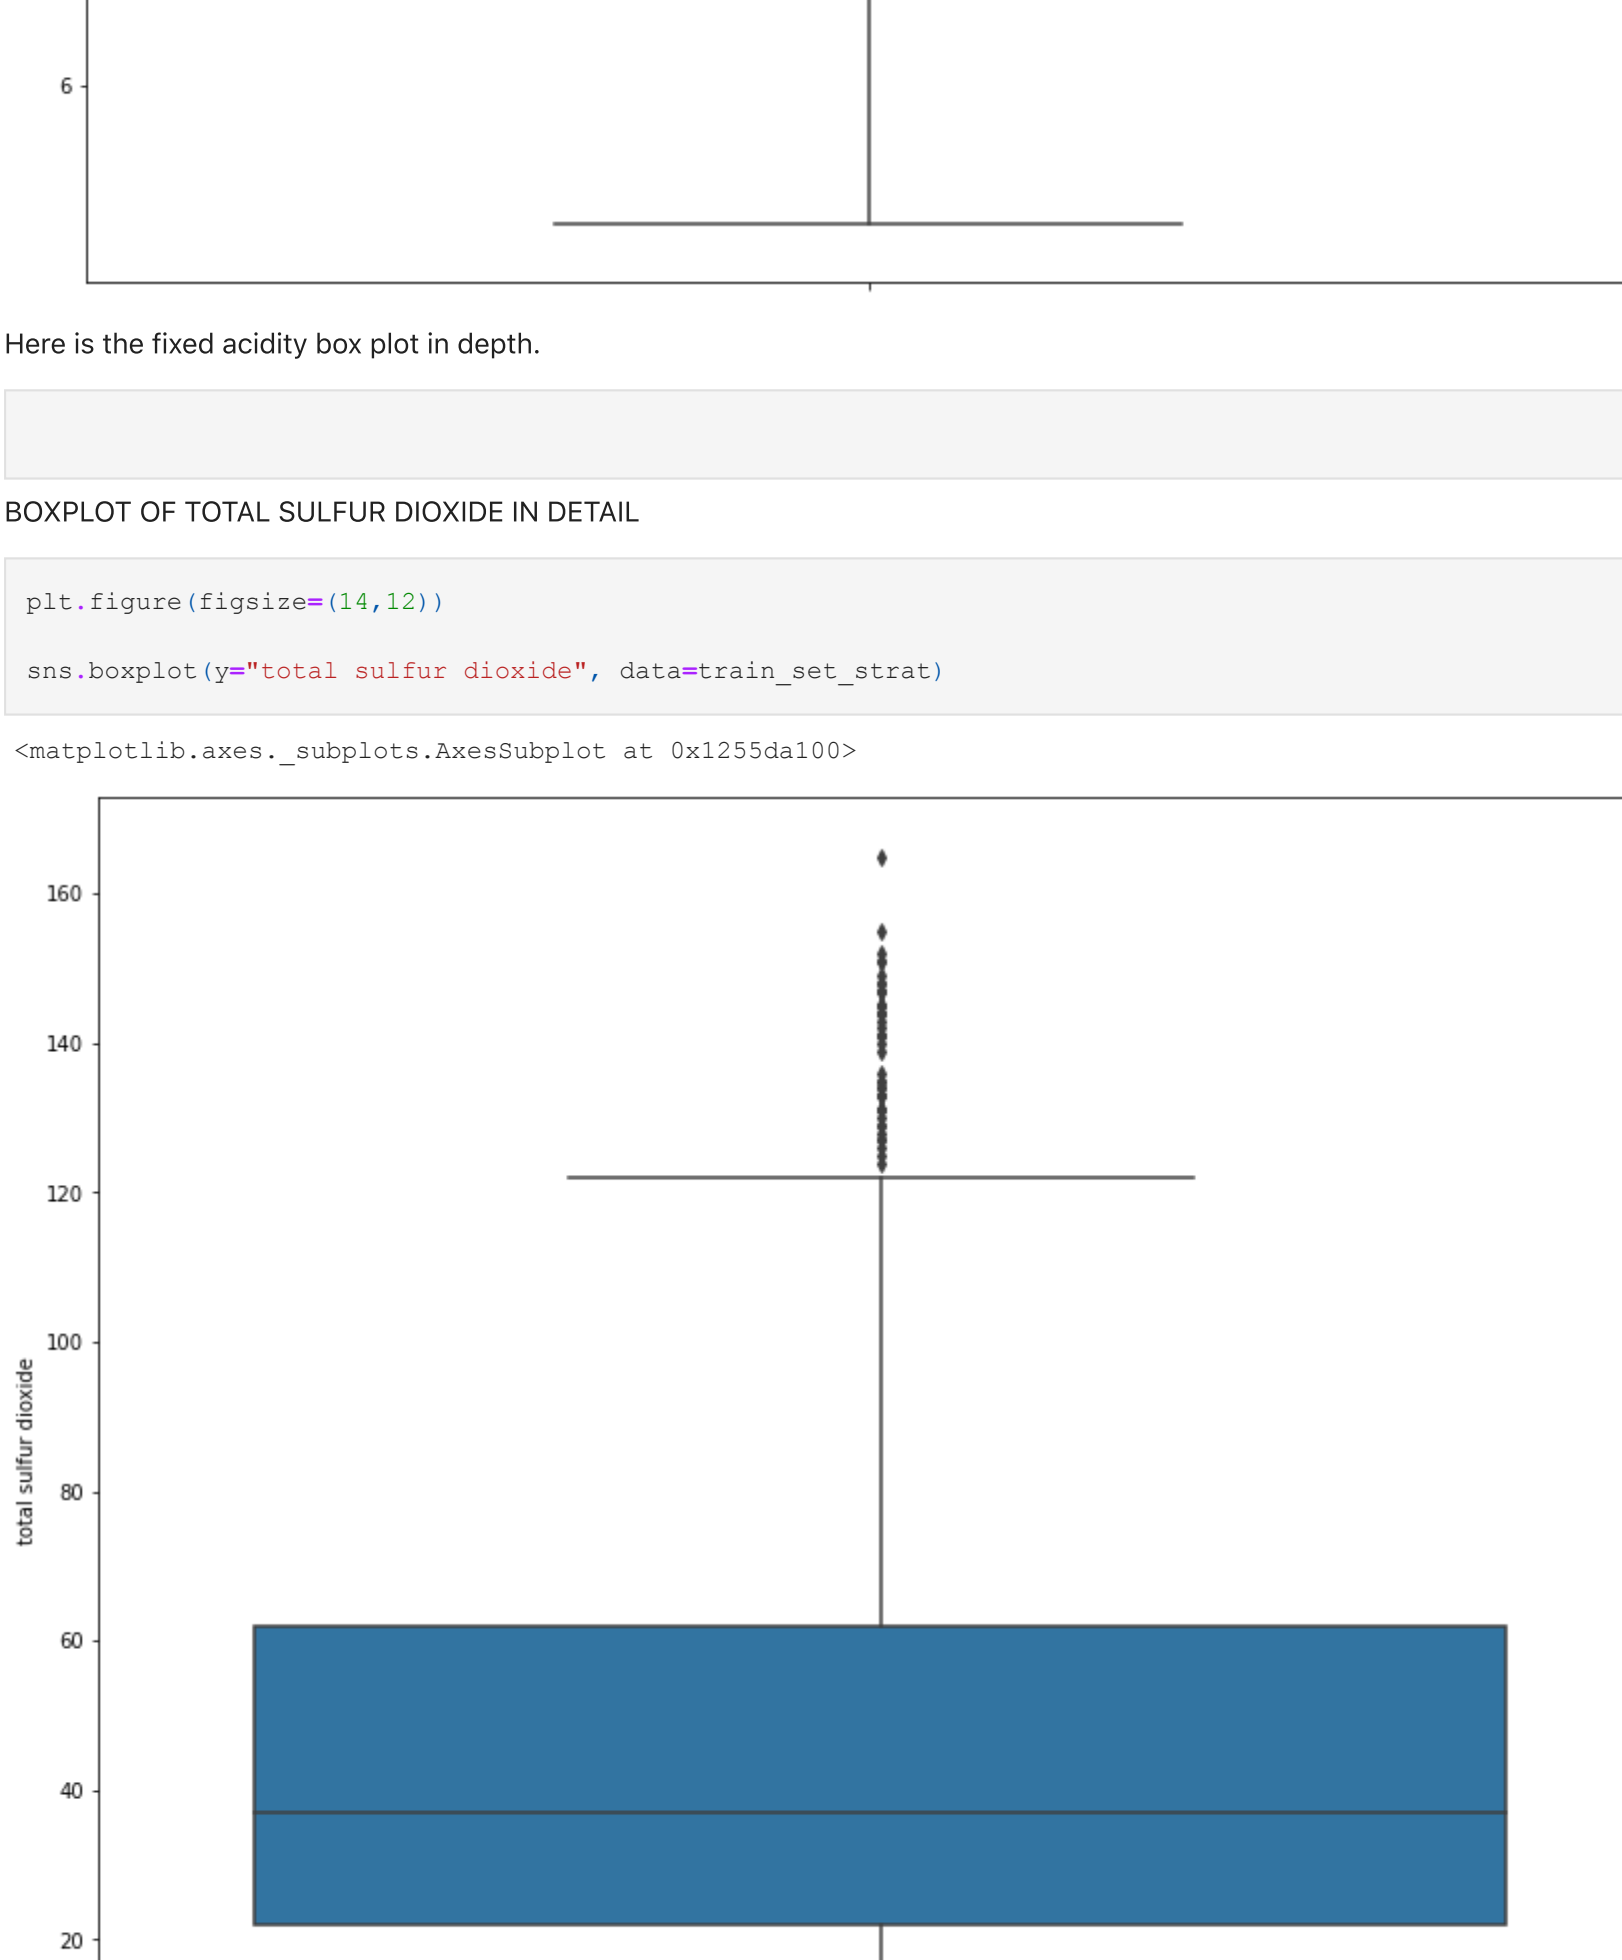 6
Here is the fixed acidity box plot in depth.
BOXPLOT OF TOTAL SULFUR DIOXIDE IN DETAIL
plt.figure(figsize=(14,12))
sns.boxplot(y="total sulfur dioxide", data=train_set_strat)
<matplotlib.axes._subplots.AxesSubplot at 0x1255da100>
160
140
120
100
80
60
40
20
total sulfur dioxide